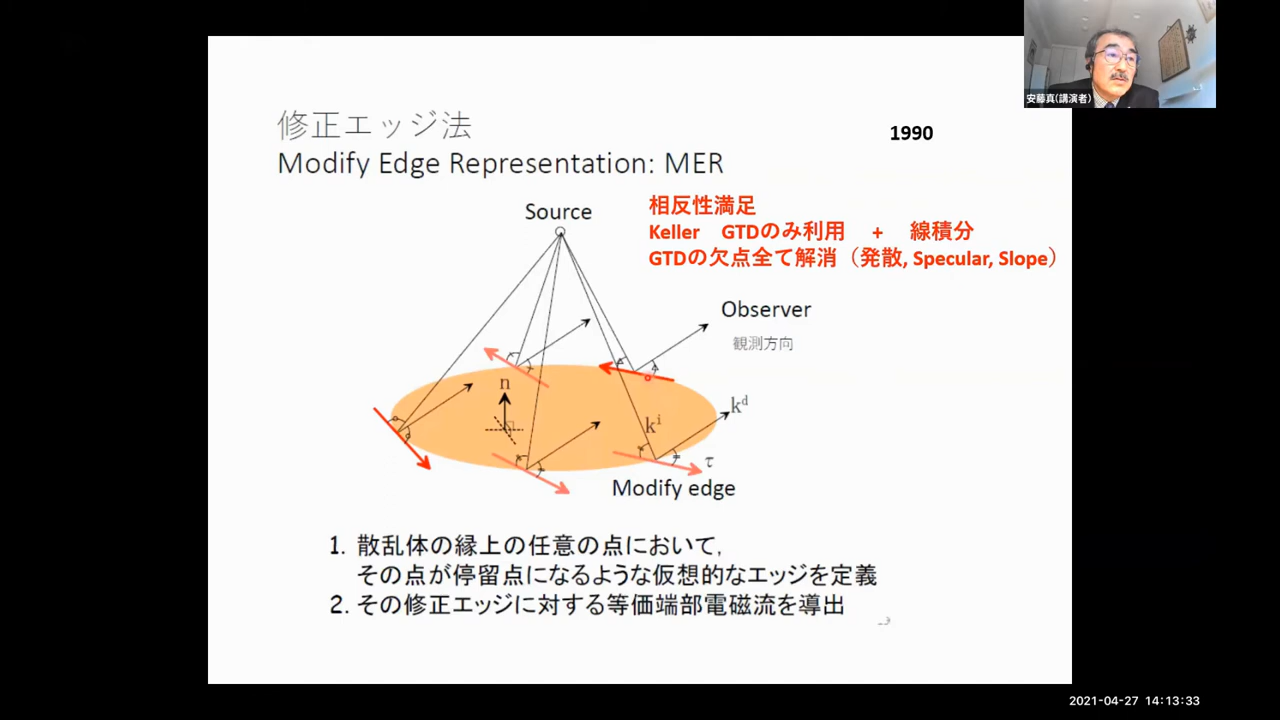 安藤真(講演者)
修正エッジ法
1990
Modify Edge Representation: MER
相反性満足
Keller GTDのみ利用 + 線積分
GTDの欠点全て解消（発散, Specular, Slope）
Source
Observer
観測方向
n
k^d
k^i
τ
Modify edge
1. 散乱体の縁上の任意の点において,
その点が停留点になるような仮想的なエッジを定義
2. その修正エッジに対する等価端部電磁流を導出
2021-04-27 14:13:33